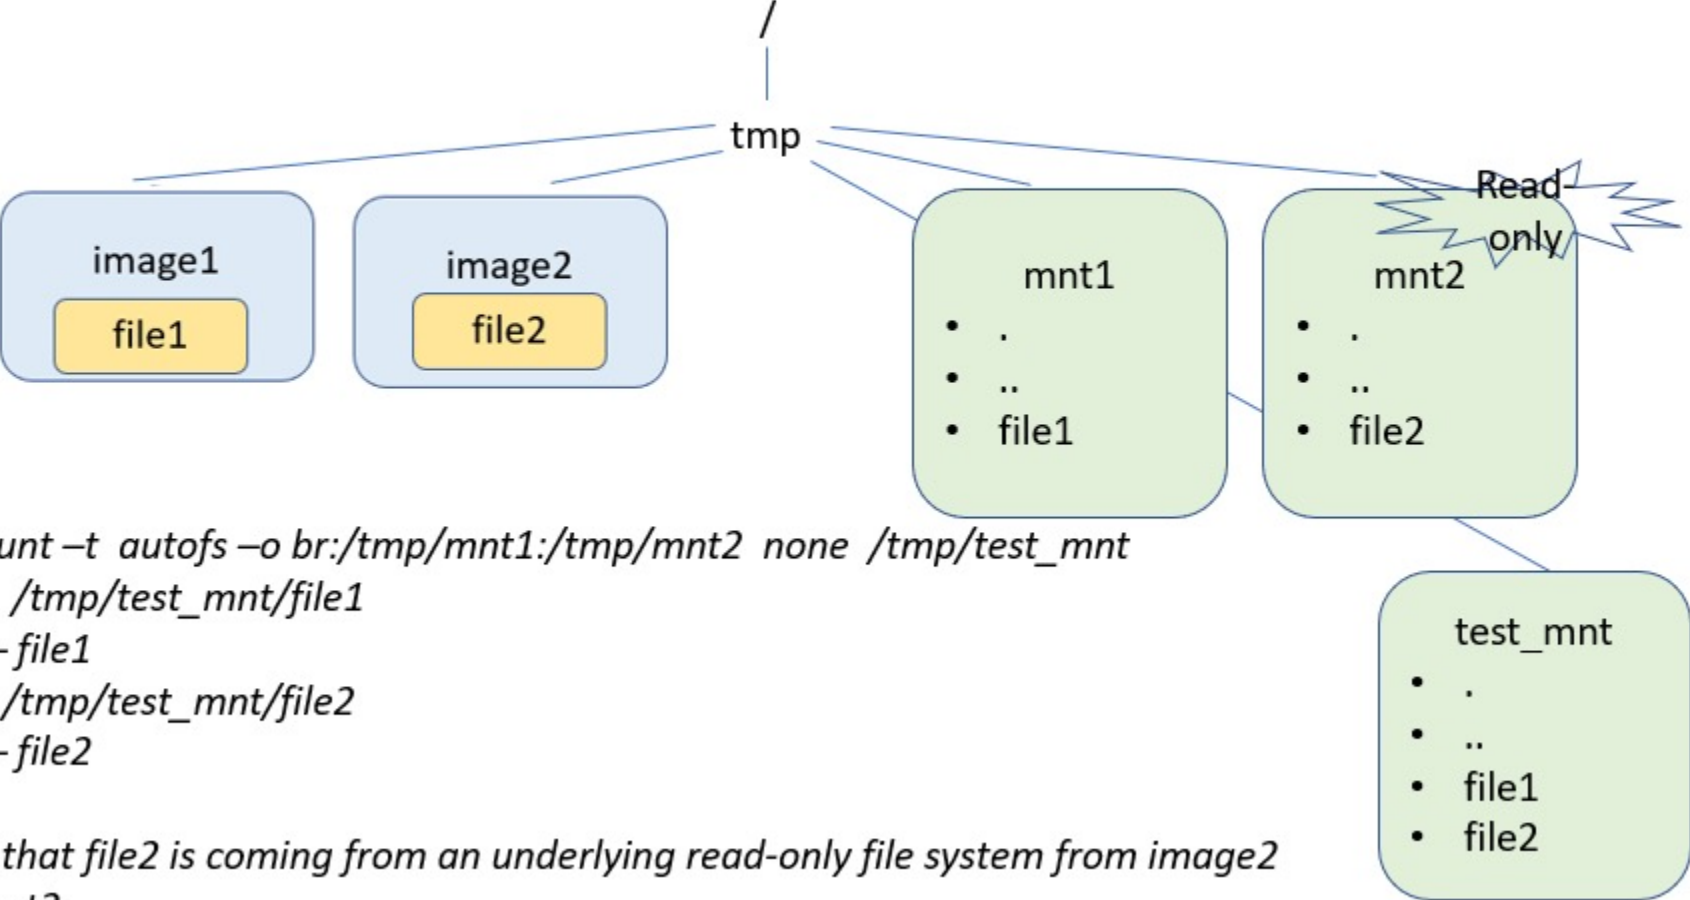 /
tmp
Read-
only
image1
file1
image2
file2
mnt1
• .
• ..
• file1
mnt2
• .
• ..
• file2
unt –t autofs –o br:/tmp/mnt1:/tmp/mnt2 none /tmp/test_mnt
/tmp/test_mnt/file1
- file1
/tmp/test_mnt/file2
- file2
that file2 is coming from an underlying read-only file system from image2
test_mnt
• .
• ..
• file1
• file2